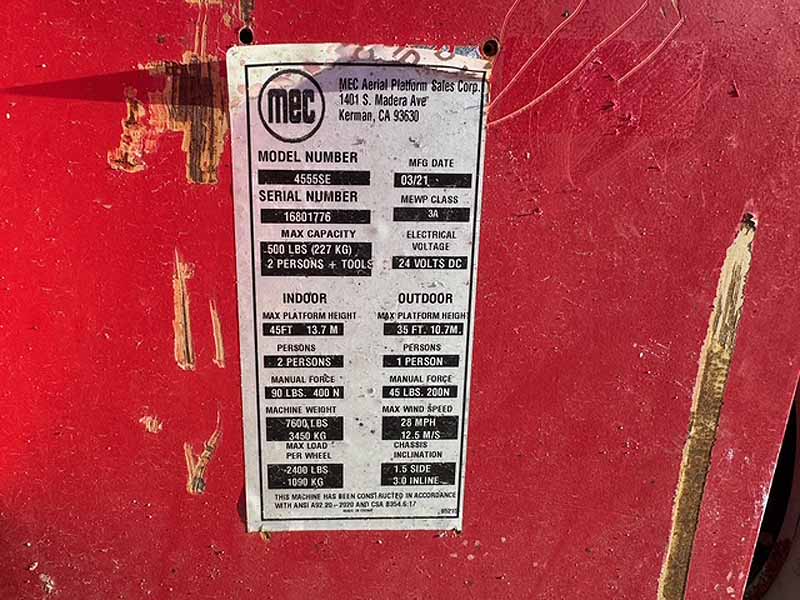 mec
MEC Aerial Platform Sales Corp.
1401 S. Madera Ave
Kerman, CA 93630
MODEL NUMBER
4555SE
MFG DATE
03/21
SERIAL NUMBER
16801776
MEWP CLASS
3A
MAX CAPACITY
500 LBS (227 KG)
2 PERSONS + TOOLS
ELECTRICAL
VOLTAGE
24 VOLTS DC
INDOOR
OUTDOOR
MAX PLATFORM HEIGHT
45FT 13.7 M
MAX PLATFORM HEIGHT
35 FT. 10.7M.
PERSONS
2 PERSONS
PERSONS
1 PERSON
MANUAL FORCE
90 LBS. 400 N
MANUAL FORCE
45 LBS. 200N
MACHINE WEIGHT
7600 LBS
3450 KG
MAX WIND SPEED
28 MPH
12.5 M/S
MAX LOAD
PER WHEEL
2400 LBS
1090 KG
CHASSIS
INCLINATION
1.5 SIDE
3.0 INLINE
THIS MACHINE HAS BEEN CONSTRUCTED IN ACCORDANCE
WITH ANSI A92.20 - 2020 AND CSA B354.6:17